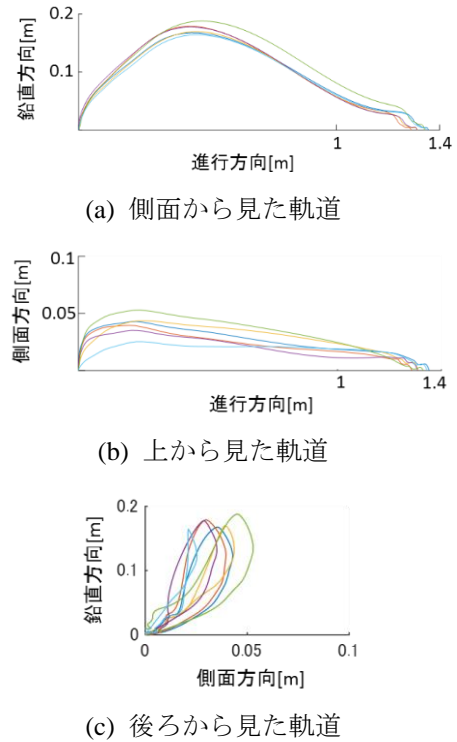 0.2
0.1
鉛直方向[m]
1
1.4
進行方向[m]
(a) 側面から見た軌道
0.1
0.05
側面方向[m]
1
1.4
進行方向[m]
(b) 上から見た軌道
0.2
0.1
0
鉛直方向[m]
0
0.05
0.1
側面方向[m]
(c) 後ろから見た軌道